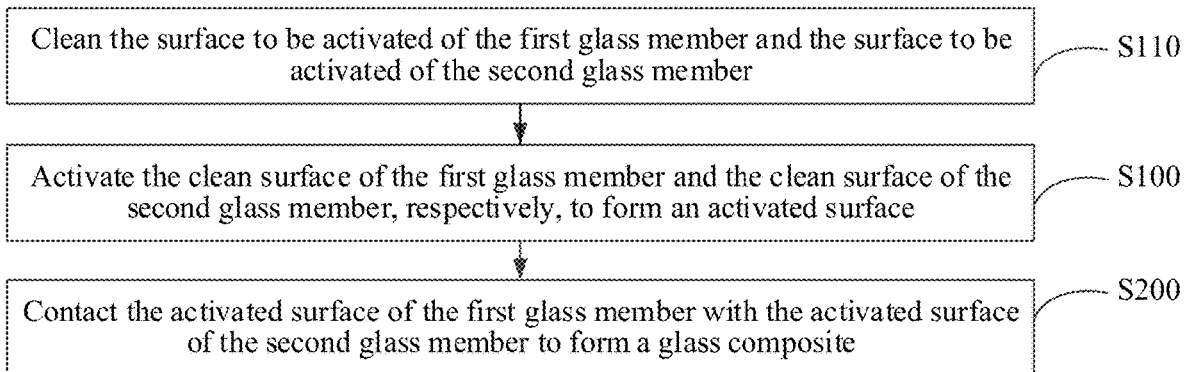 Clean the surface to be activated of the first glass member and the surface to be
activated of the second glass member
S110
Activate the clean surface of the first glass member and the clean surface of the
second glass member, respectively, to form an activated surface
S100
Contact the activated surface of the first glass member with the activated surface
of the second glass member to form a glass composite
S200